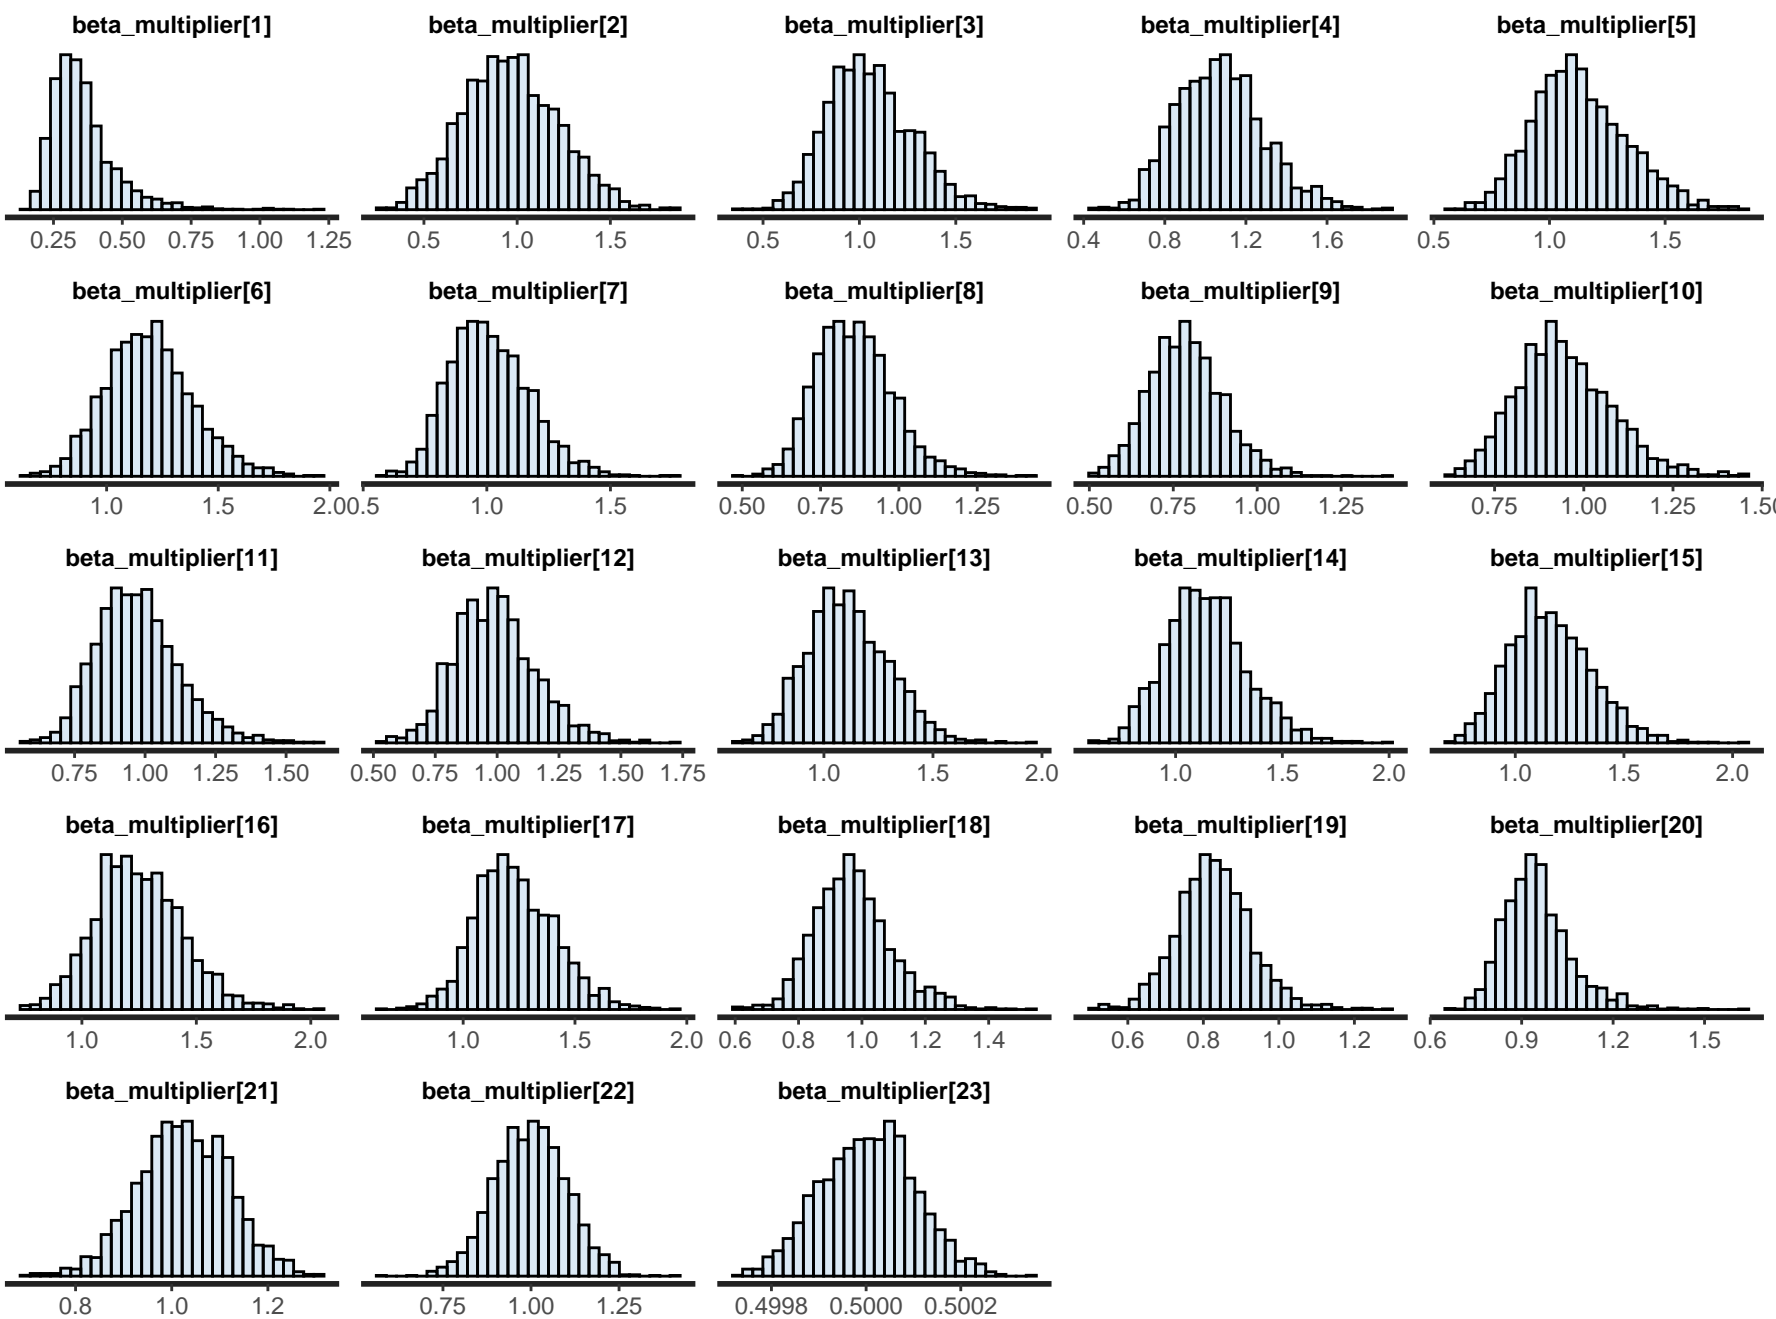 beta_multiplier[1] beta_multiplier[2] beta_multiplier[3] beta_multiplier[4] beta_multiplier[5]
0.25 0.50 0.75 1.00 1.25 0.5 1.0 1.5 0.5 1.0 1.5 0.4 0.8 1.2 1.6 0.5 1.0 1.5
beta_multiplier[6] beta_multiplier[7] beta_multiplier[8] beta_multiplier[9] beta_multiplier[10]
1.0 1.5 2.0 0.5 1.0 1.5 0.50 0.75 1.00 1.25 0.50 0.75 1.00 1.25 0.75 1.00 1.25 1.50
beta_multiplier[11] beta_multiplier[12] beta_multiplier[13] beta_multiplier[14] beta_multiplier[15]
0.75 1.00 1.25 1.50 0.50 0.75 1.00 1.25 1.50 1.75 1.0 1.5 2.0 1.0 1.5 2.0 1.0 1.5 2.0
beta_multiplier[16] beta_multiplier[17] beta_multiplier[18] beta_multiplier[19] beta_multiplier[20]
1.0 1.5 2.0 1.0 1.5 2.0 0.6 0.8 1.0 1.2 1.4 0.6 0.8 1.0 1.2 0.6 0.9 1.2 1.5
beta_multiplier[21] beta_multiplier[22] beta_multiplier[23]
0.8 1.0 1.2 0.75 1.00 1.25 0.4998 0.5000 0.5002